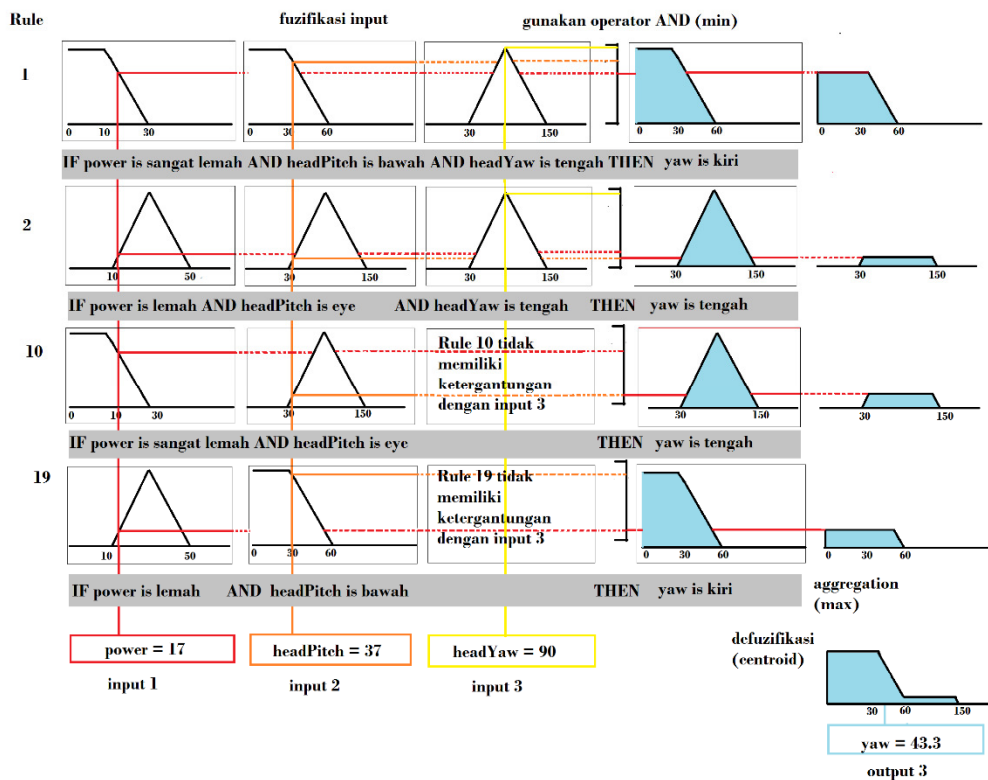 Rule fuzifikasi input gunakan operator AND (min)
1
0 10 30 0 30 60 30 150 0 30 60 0 30 60
IF power is sangat lemah AND headPitch is bawah AND headYaw is tengah THEN yaw is kiri
2
10 50 30 150 30 150 30 150 30 150
IF power is lemah AND headPitch is eye AND headYaw is tengah THEN yaw is tengah
10
Rule 10 tidak
memiliki
ketergantungan
dengan input 3
0 10 30 30 150 30 150 30 150
IF power is sangat lemah AND headPitch is eye THEN yaw is tengah
19
Rule 19 tidak
memiliki
ketergantungan
dengan input 3
10 50 0 30 60 0 30 60 0 30 60
IF power is lemah AND headPitch is bawah THEN yaw is kiri
aggregation
(max)
power = 17 headPitch = 37 headYaw = 90
input 1 input 2 input 3
defuzifikasi
(centroid)
30 60 150
yaw = 43.3
output 3